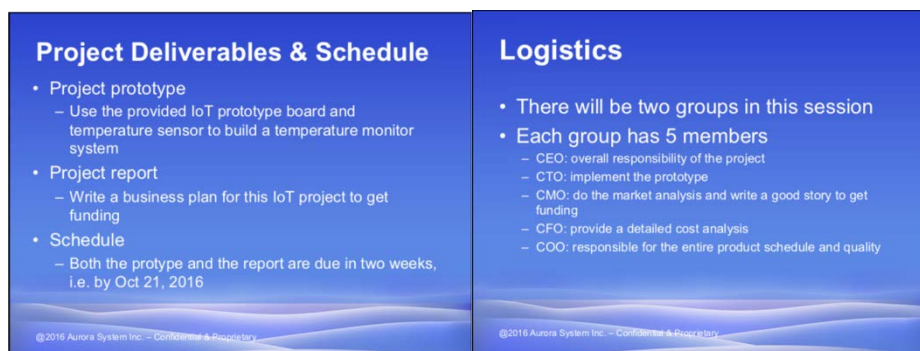 Project Deliverables & Schedule
• Project prototype
– Use the provided IoT prototype board and
temperature sensor to build a temperature monitor
system
• Project report
– Write a business plan for this IoT project to get
funding
• Schedule
– Both the protype and the report are due in two weeks,
i.e. by Oct 21, 2016
@2016 Aurora System Inc. – Confidential & Proprietary
Logistics
• There will be two groups in this session
• Each group has 5 members
– CEO: overall responsibility of the project
– CTO: implement the prototype
– CMO: do the market analysis and write a good story to get
funding
– CFO: provide a detailed cost analysis
– COO: responsible for the entire product schedule and quality
@2016 Aurora System Inc. – Confidential & Proprietary